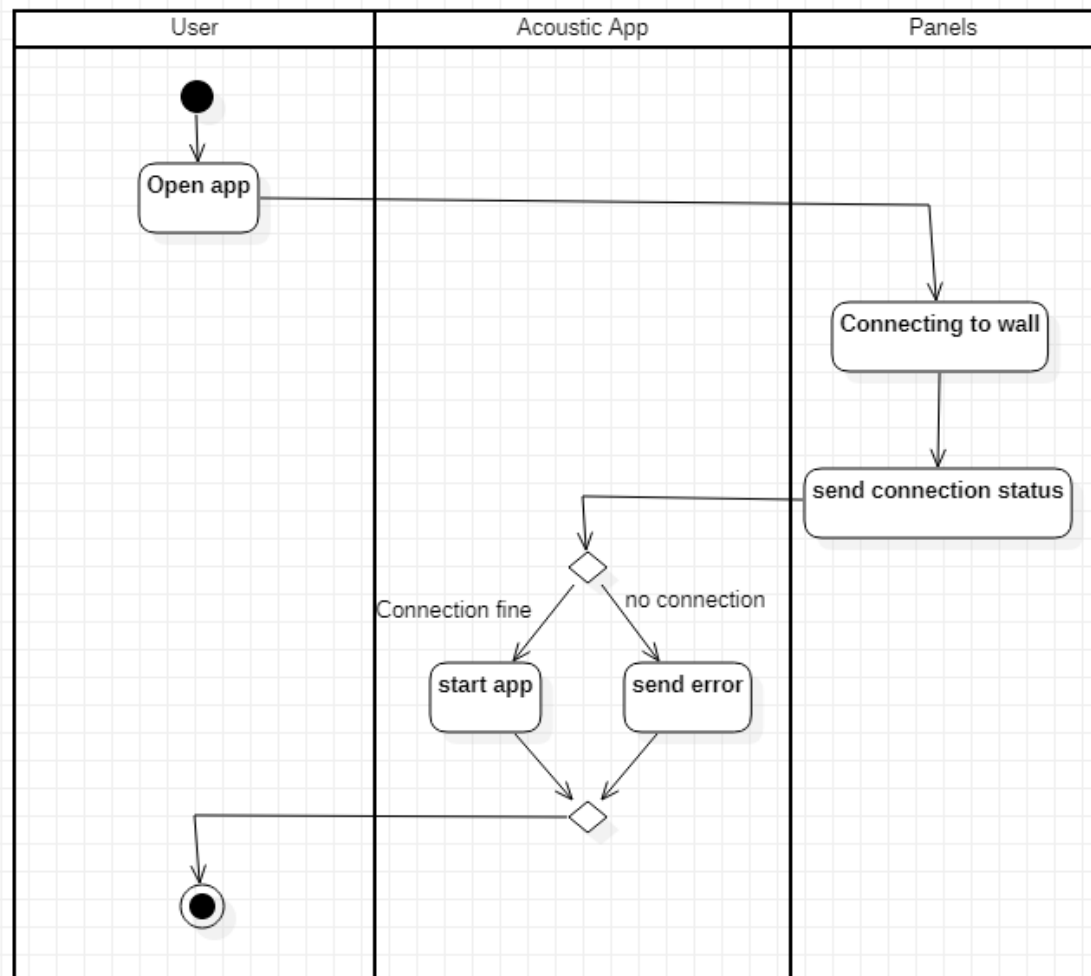 User
Acoustic App
Panels
Open app
Connecting to wall
send connection status
Connection fine
no connection
start app
send error